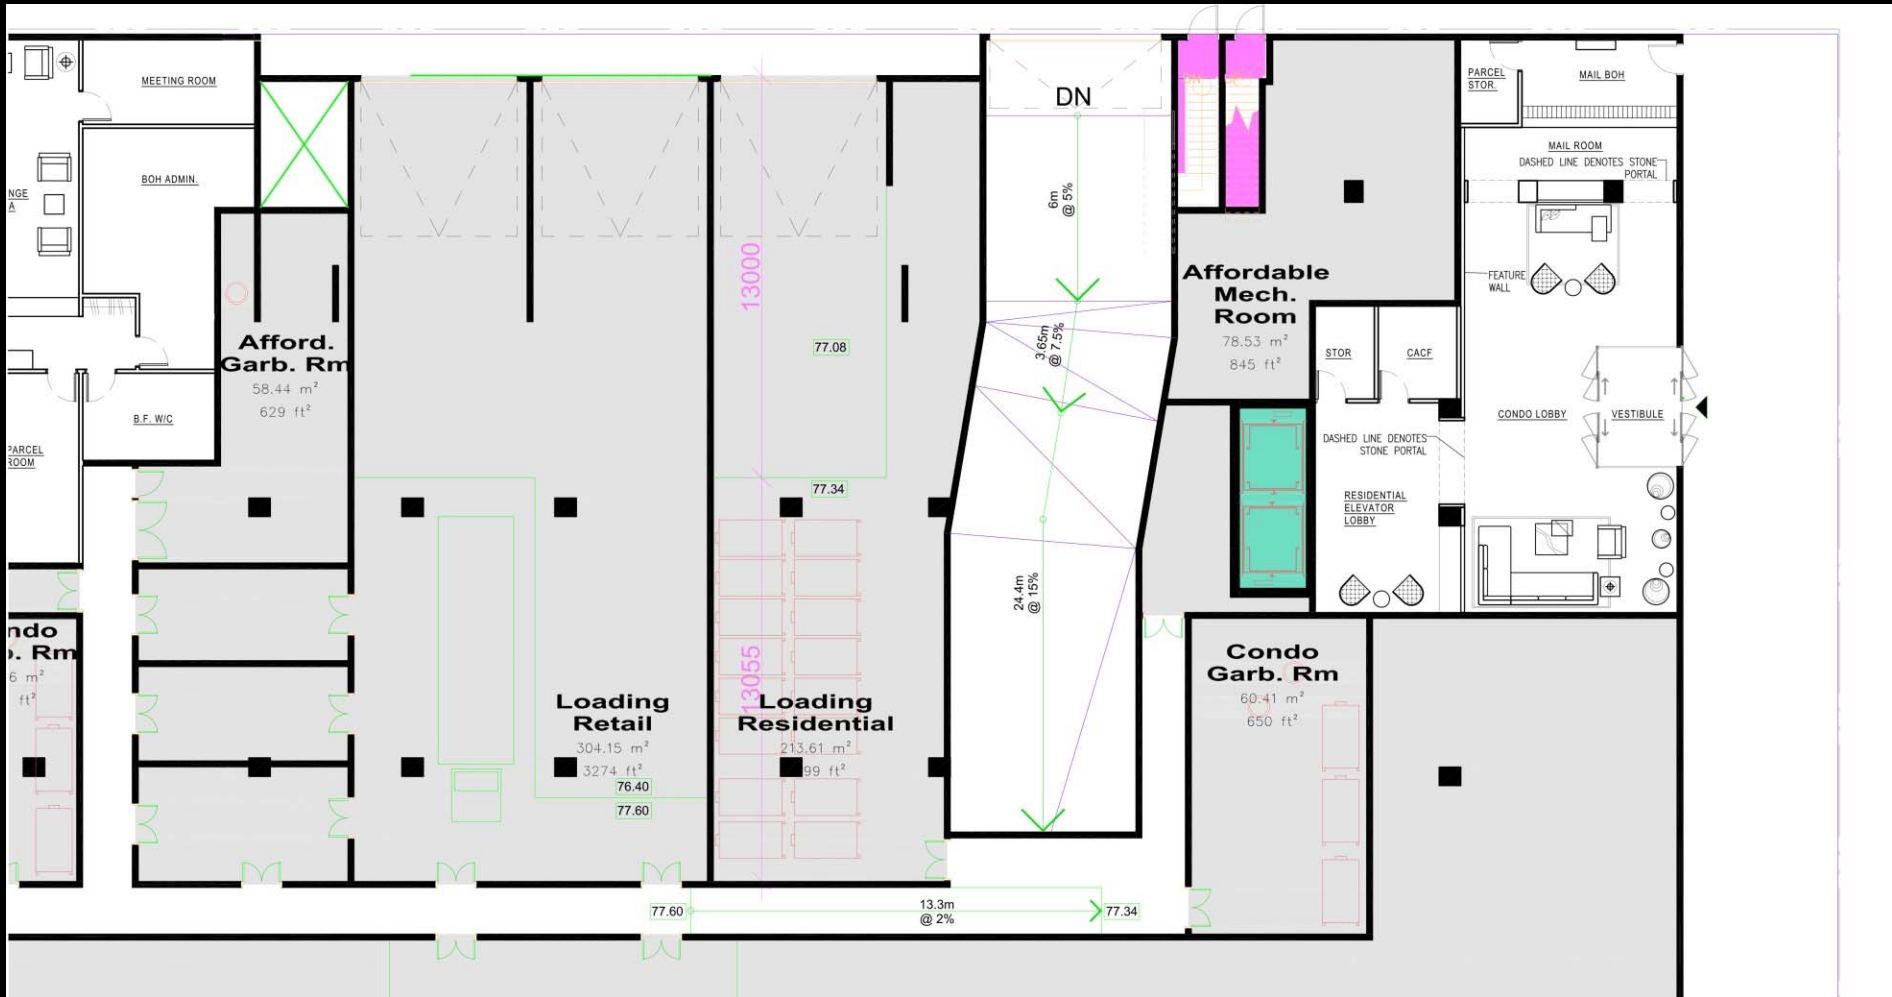 MEETING ROOM
BOH ADMIN.
NGE
A
B.F. W/C
PARCEL
ROOM
Afford.
Garb. Rm
58.44 m²
629 ft²
ndo
b. Rm
6 m²
ft²
13000
77.08
77.34
13055
Loading
Retail
304.15 m²
3274 ft²
76.40
77.60
Loading
Residential
213.61 m²
99 ft²
DN
6m
@ 5%
3.65m
@ 7.5%
24.4m
@ 15%
DN
UP
Affordable
Mech.
Room
78.53 m²
845 ft²
PARCEL
STOR.
MAIL BOH
MAIL ROOM
DASHED LINE DENOTES STONE
PORTAL
FEATURE
WALL
STOR
CACF
CONDO LOBBY
VESTIBULE
DASHED LINE DENOTES
STONE PORTAL
RESIDENTIAL
ELEVATOR
LOBBY
Condo
Garb. Rm
60.41 m²
650 ft²
77.60
13.3m
@ 2%
77.34